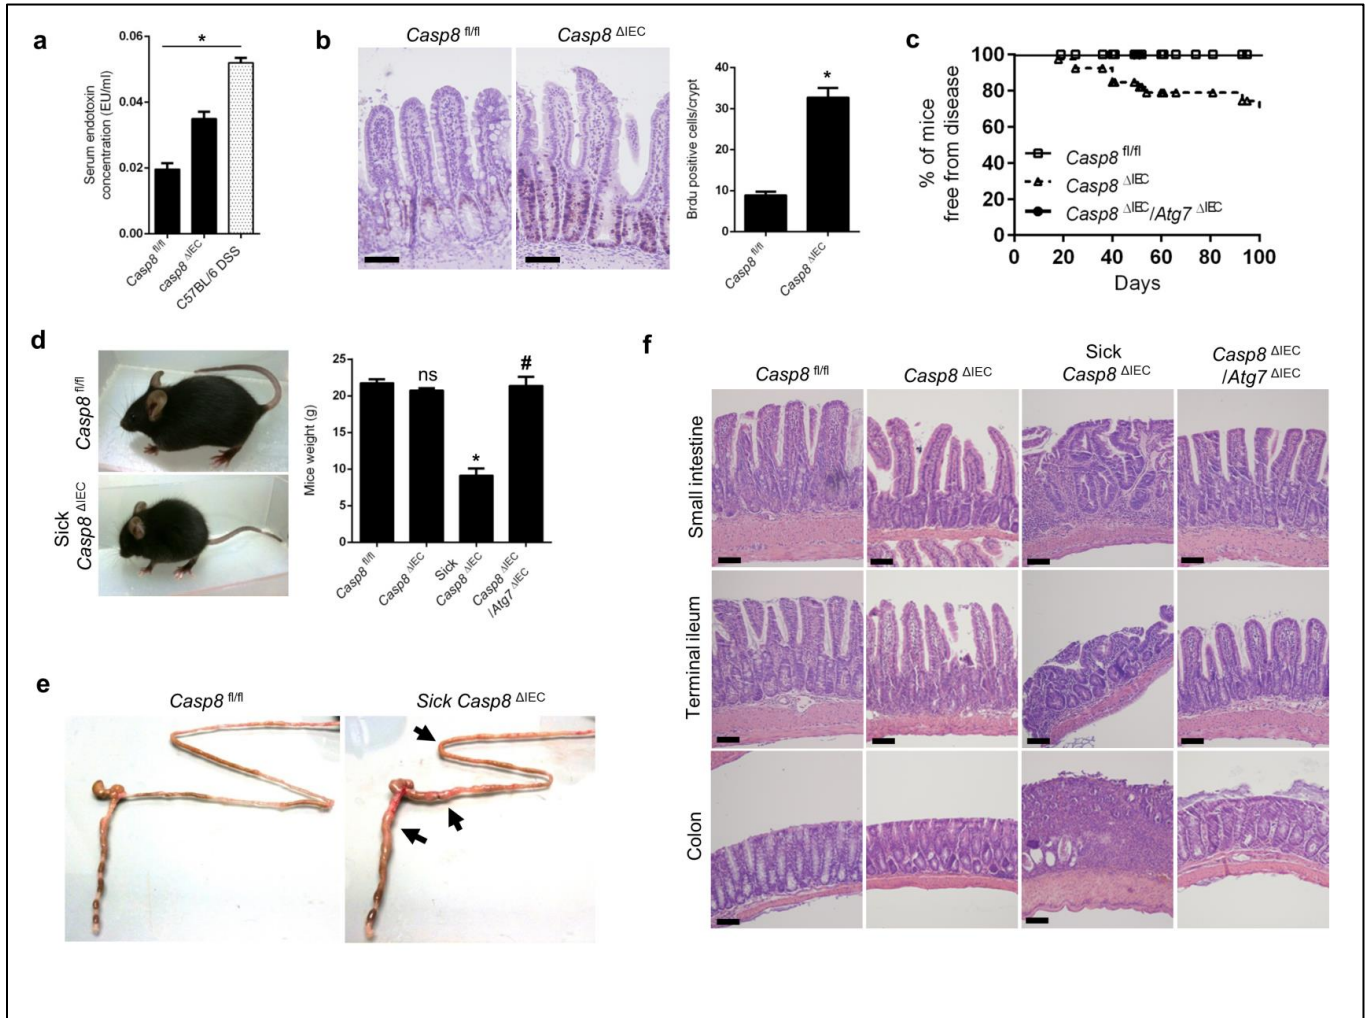 a
0.06
*
Serum endotoxin
concentration (EU/ml)
0.04
0.02
0.00
Casp8 fl/fl
casp8 ΔIEC
C57BL/6 DSS
b
Casp8 fl/fl
Casp8 ΔIEC
40
*
30
20
10
0
Brdu positive cells/crypt
Casp8 fl/fl
Casp8 ΔIEC
c
100
80
60
40
20
0
% of mice
free from disease
Casp8 fl/fl
Casp8 ΔIEC
Casp8 ΔIEC/Atg7 ΔIEC
0 20 40 60 80 100
Days
d
Casp8 fl/fl
Sick
Casp8 ΔIEC
25
20
15
10
5
0
Mice weight (g)
ns
*
#
Casp8 fl/fl
Casp8 ΔIEC
Sick
Casp8 ΔIEC
Casp8 ΔIEC
/Atg7 ΔIEC
e
Casp8 fl/fl
Sick Casp8 ΔIEC
f
Casp8 fl/fl
Casp8 ΔIEC
Sick
Casp8 ΔIEC
Casp8 ΔIEC
/Atg7 ΔIEC
Small intestine
Terminal ileum
Colon